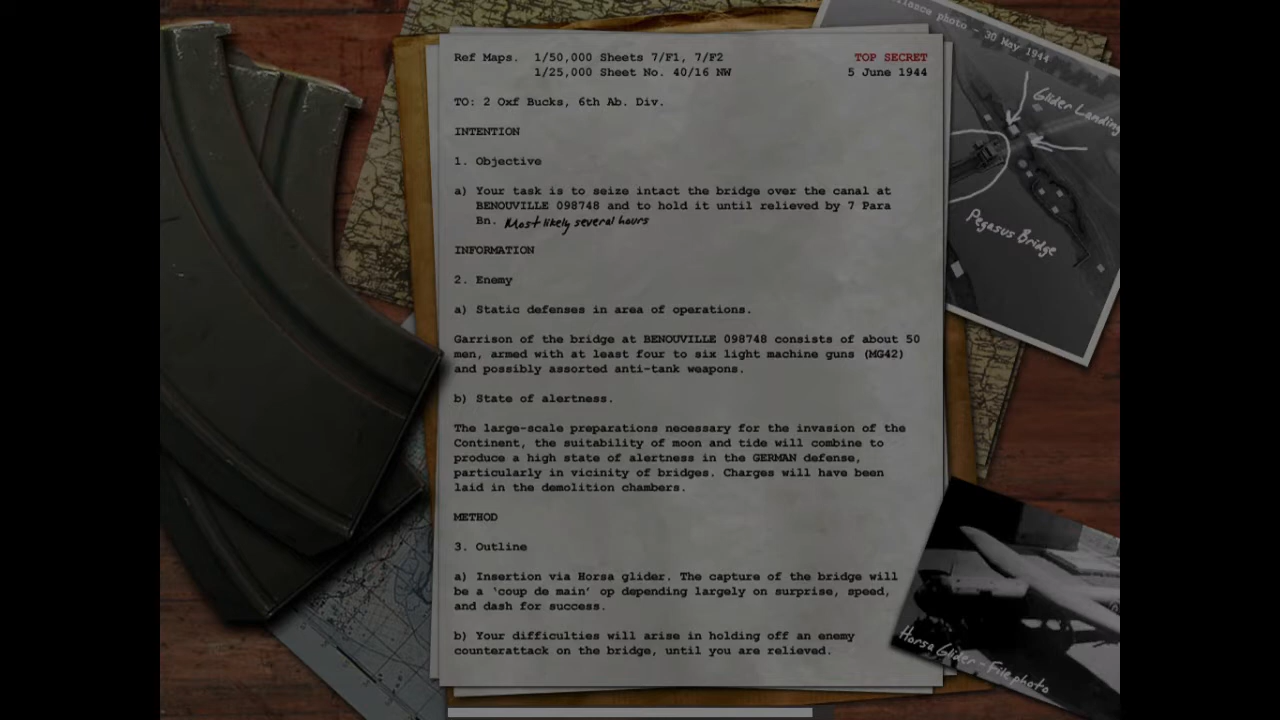 Ref Maps. 1/50,000 Sheets 7/F1, 7/F2
TOP SECRET
1/25,000 Sheet No. 40/16 NW
5 June 1944
TO: 2 Oxf Bucks, 6th Ab. Div.
INTENTION
1. Objective
a) Your task is to seize intact the bridge over the canal at
BENOUVILLE 098748 and to hold it until relieved by 7 Para
Bn. Most likely several hours
INFORMATION
2. Enemy
a) Static defenses in area of operations.
Garrison of the bridge at BENOUVILLE 098748 consists of about 50
men, armed with at least four to six light machine guns (MG42)
and possibly assorted anti-tank weapons.
b) State of alertness.
The large-scale preparations necessary for the invasion of the
Continent, the suitability of moon and tide will combine to
produce a high state of alertness in the GERMAN defense,
particularly in vicinity of bridges. Charges will have been
laid in the demolition chambers.
METHOD
3. Outline
a) Insertion via Horsa glider. The capture of the bridge will
be a 'coup de main' op depending largely on surprise, speed,
and dash for success.
b) Your difficulties will arise in holding off an enemy
counterattack on the bridge, until you are relieved.
photo - 30 May 1944
Glider Landing
Pegasus Bridge
Horsa Glider - File photo